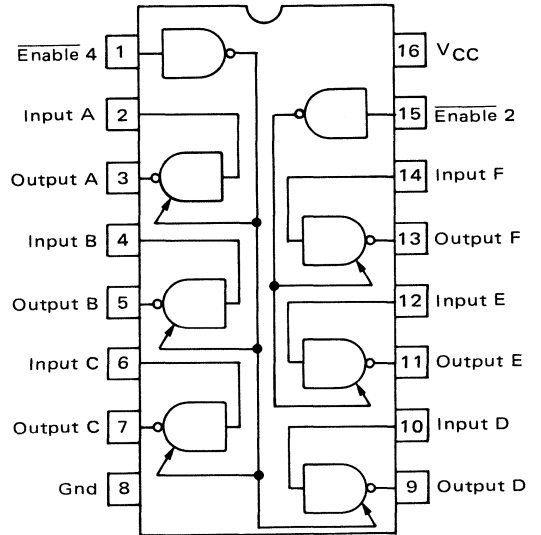 Enable 4 1
Input A 2
Output A 3
Input B 4
Output B 5
Input C 6
Output C 7
Gnd 8
16 VCC
15 Enable 2
14 Input F
13 Output F
12 Input E
11 Output E
10 Input D
9 Output D